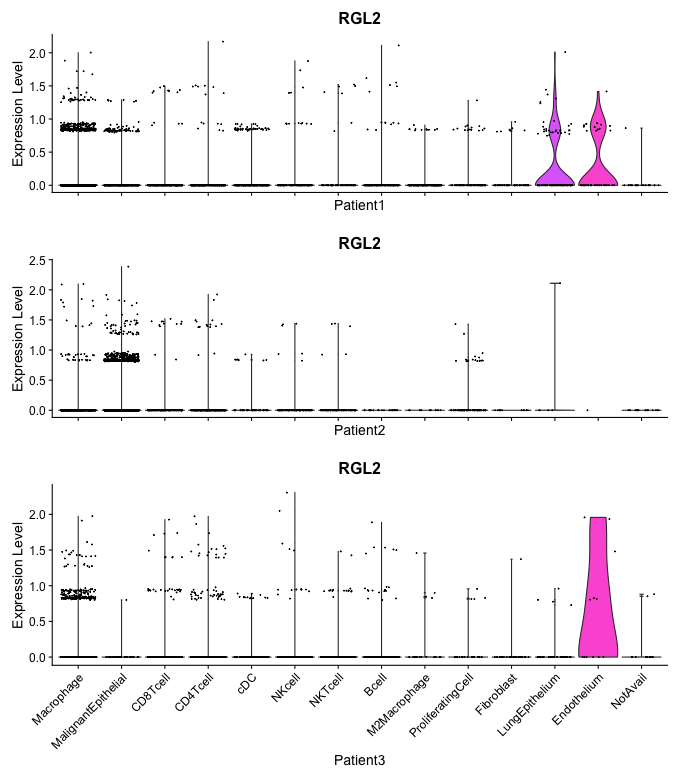 RGL2
Expression Level
2.0
1.5
1.0
0.5
0.0
Patient1
RGL2
Expression Level
2.5
2.0
1.5
1.0
0.5
0.0
Patient2
RGL2
Expression Level
2.0
1.5
1.0
0.5
0.0
Macrophage
MalignantEpithelial
CD8Tcell
CD4Tcell
cDC
NKcell
NKTcell
Bcell
M2Macrophage
ProliferatingCell
Fibroblast
LungEpithelium
Endothelium
NotAvail
Patient3